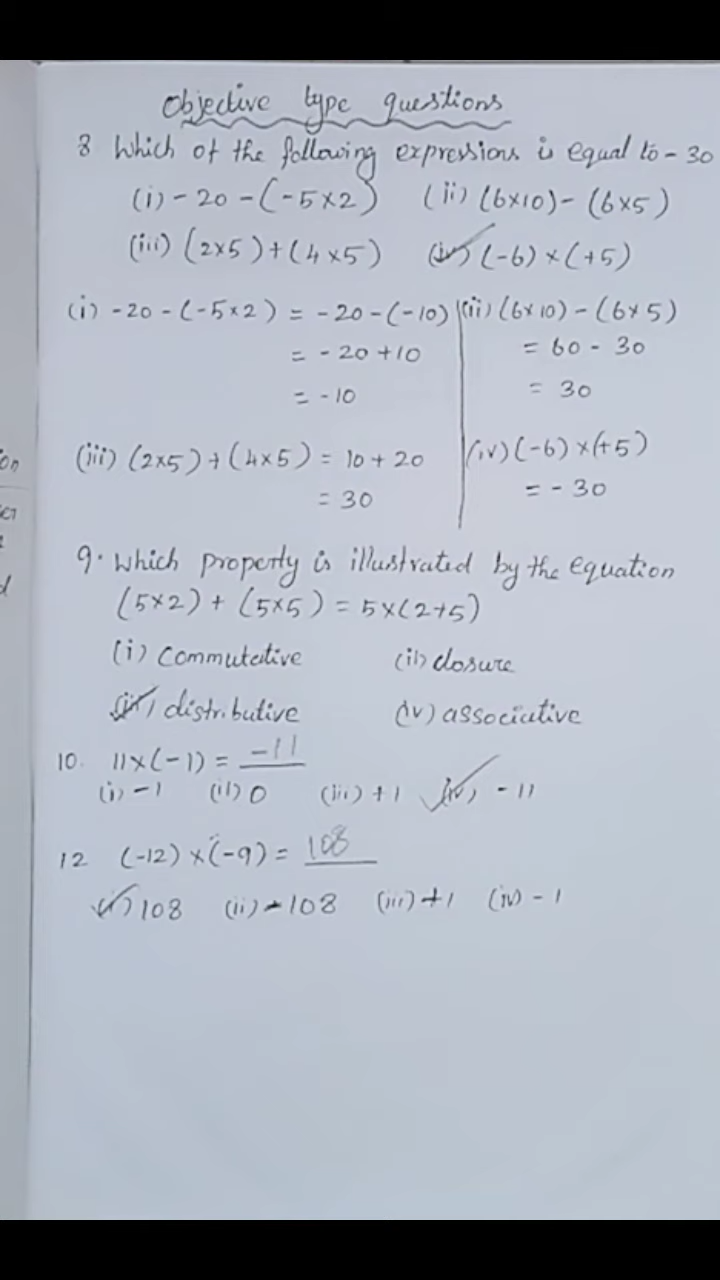 Objective type questions
8 Which of the following expressions is equal to - 30
(i) - 20 - (-5×2) (ii) (6×10) - (6×5)
(iii) (2×5) + (4×5) (iv) (-6) × (+5)
(i) -20 - (-5×2) = -20 - (-10) (ii) (6×10) - (6×5)
= -20 +10 = 60 - 30
= -10 = 30
(iii) (2×5) + (4×5) = 10 + 20 (iv) (-6) × (+5)
= 30 = - 30
9. Which property is illustrated by the equation
(5×2) + (5×5) = 5×(2+5)
(i) Commutative (ii) closure
(iii) distributive (iv) associative
10. 11×(-1) = -11
(i) -1 (ii) 0 (iii) +1 (iv) - 11
12 (-12) × (-9) = 108
(i) 108 (ii) -108 (iii) +1 (iv) - 1